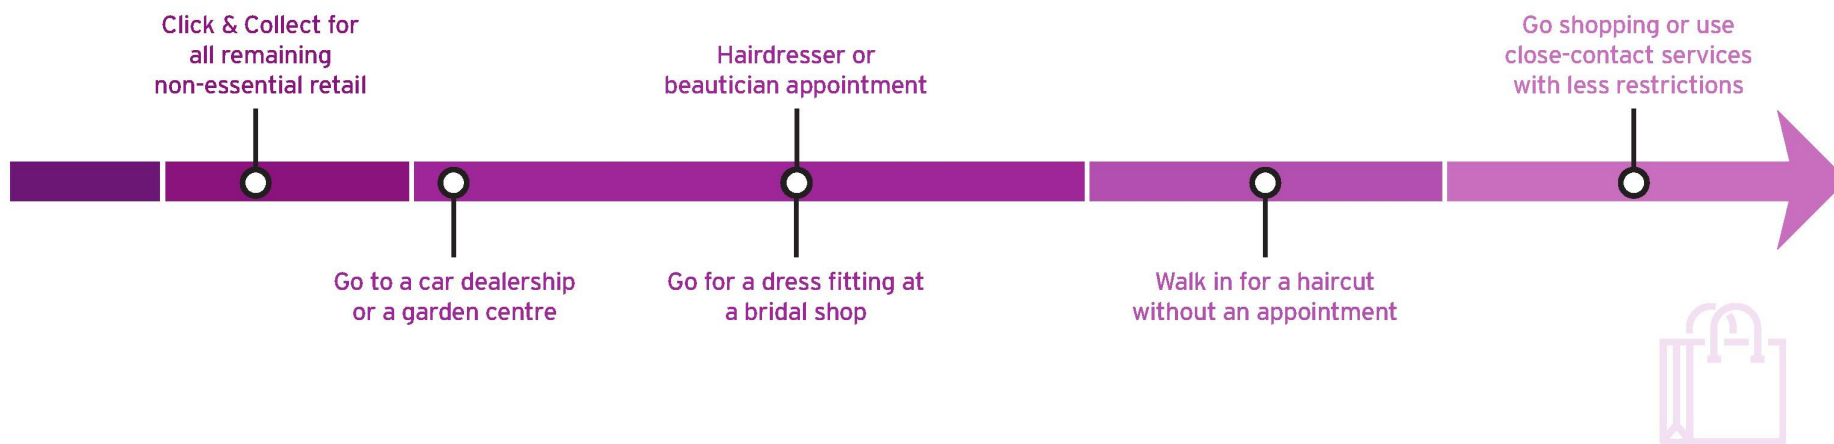 Click & Collect for
all remaining
non-essential retail
Go to a car dealership
or a garden centre
Hairdresser or
beautician appointment
Go for a dress fitting at
a bridal shop
Walk in for a haircut
without an appointment
Go shopping or use
close-contact services
with less restrictions